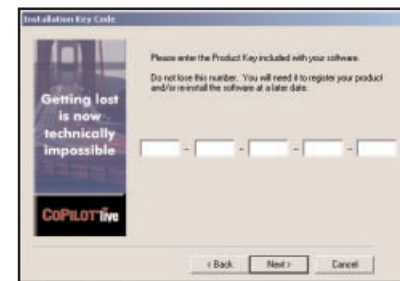 Installation Key Code
Please enter the Product Key included with your software.
Do not lose this number. You will need it to register your product
and/or re-install the software at a later date.
Getting lost
is now
technically
impossible
- - - -
CoPILOT live
< Back Next > Cancel